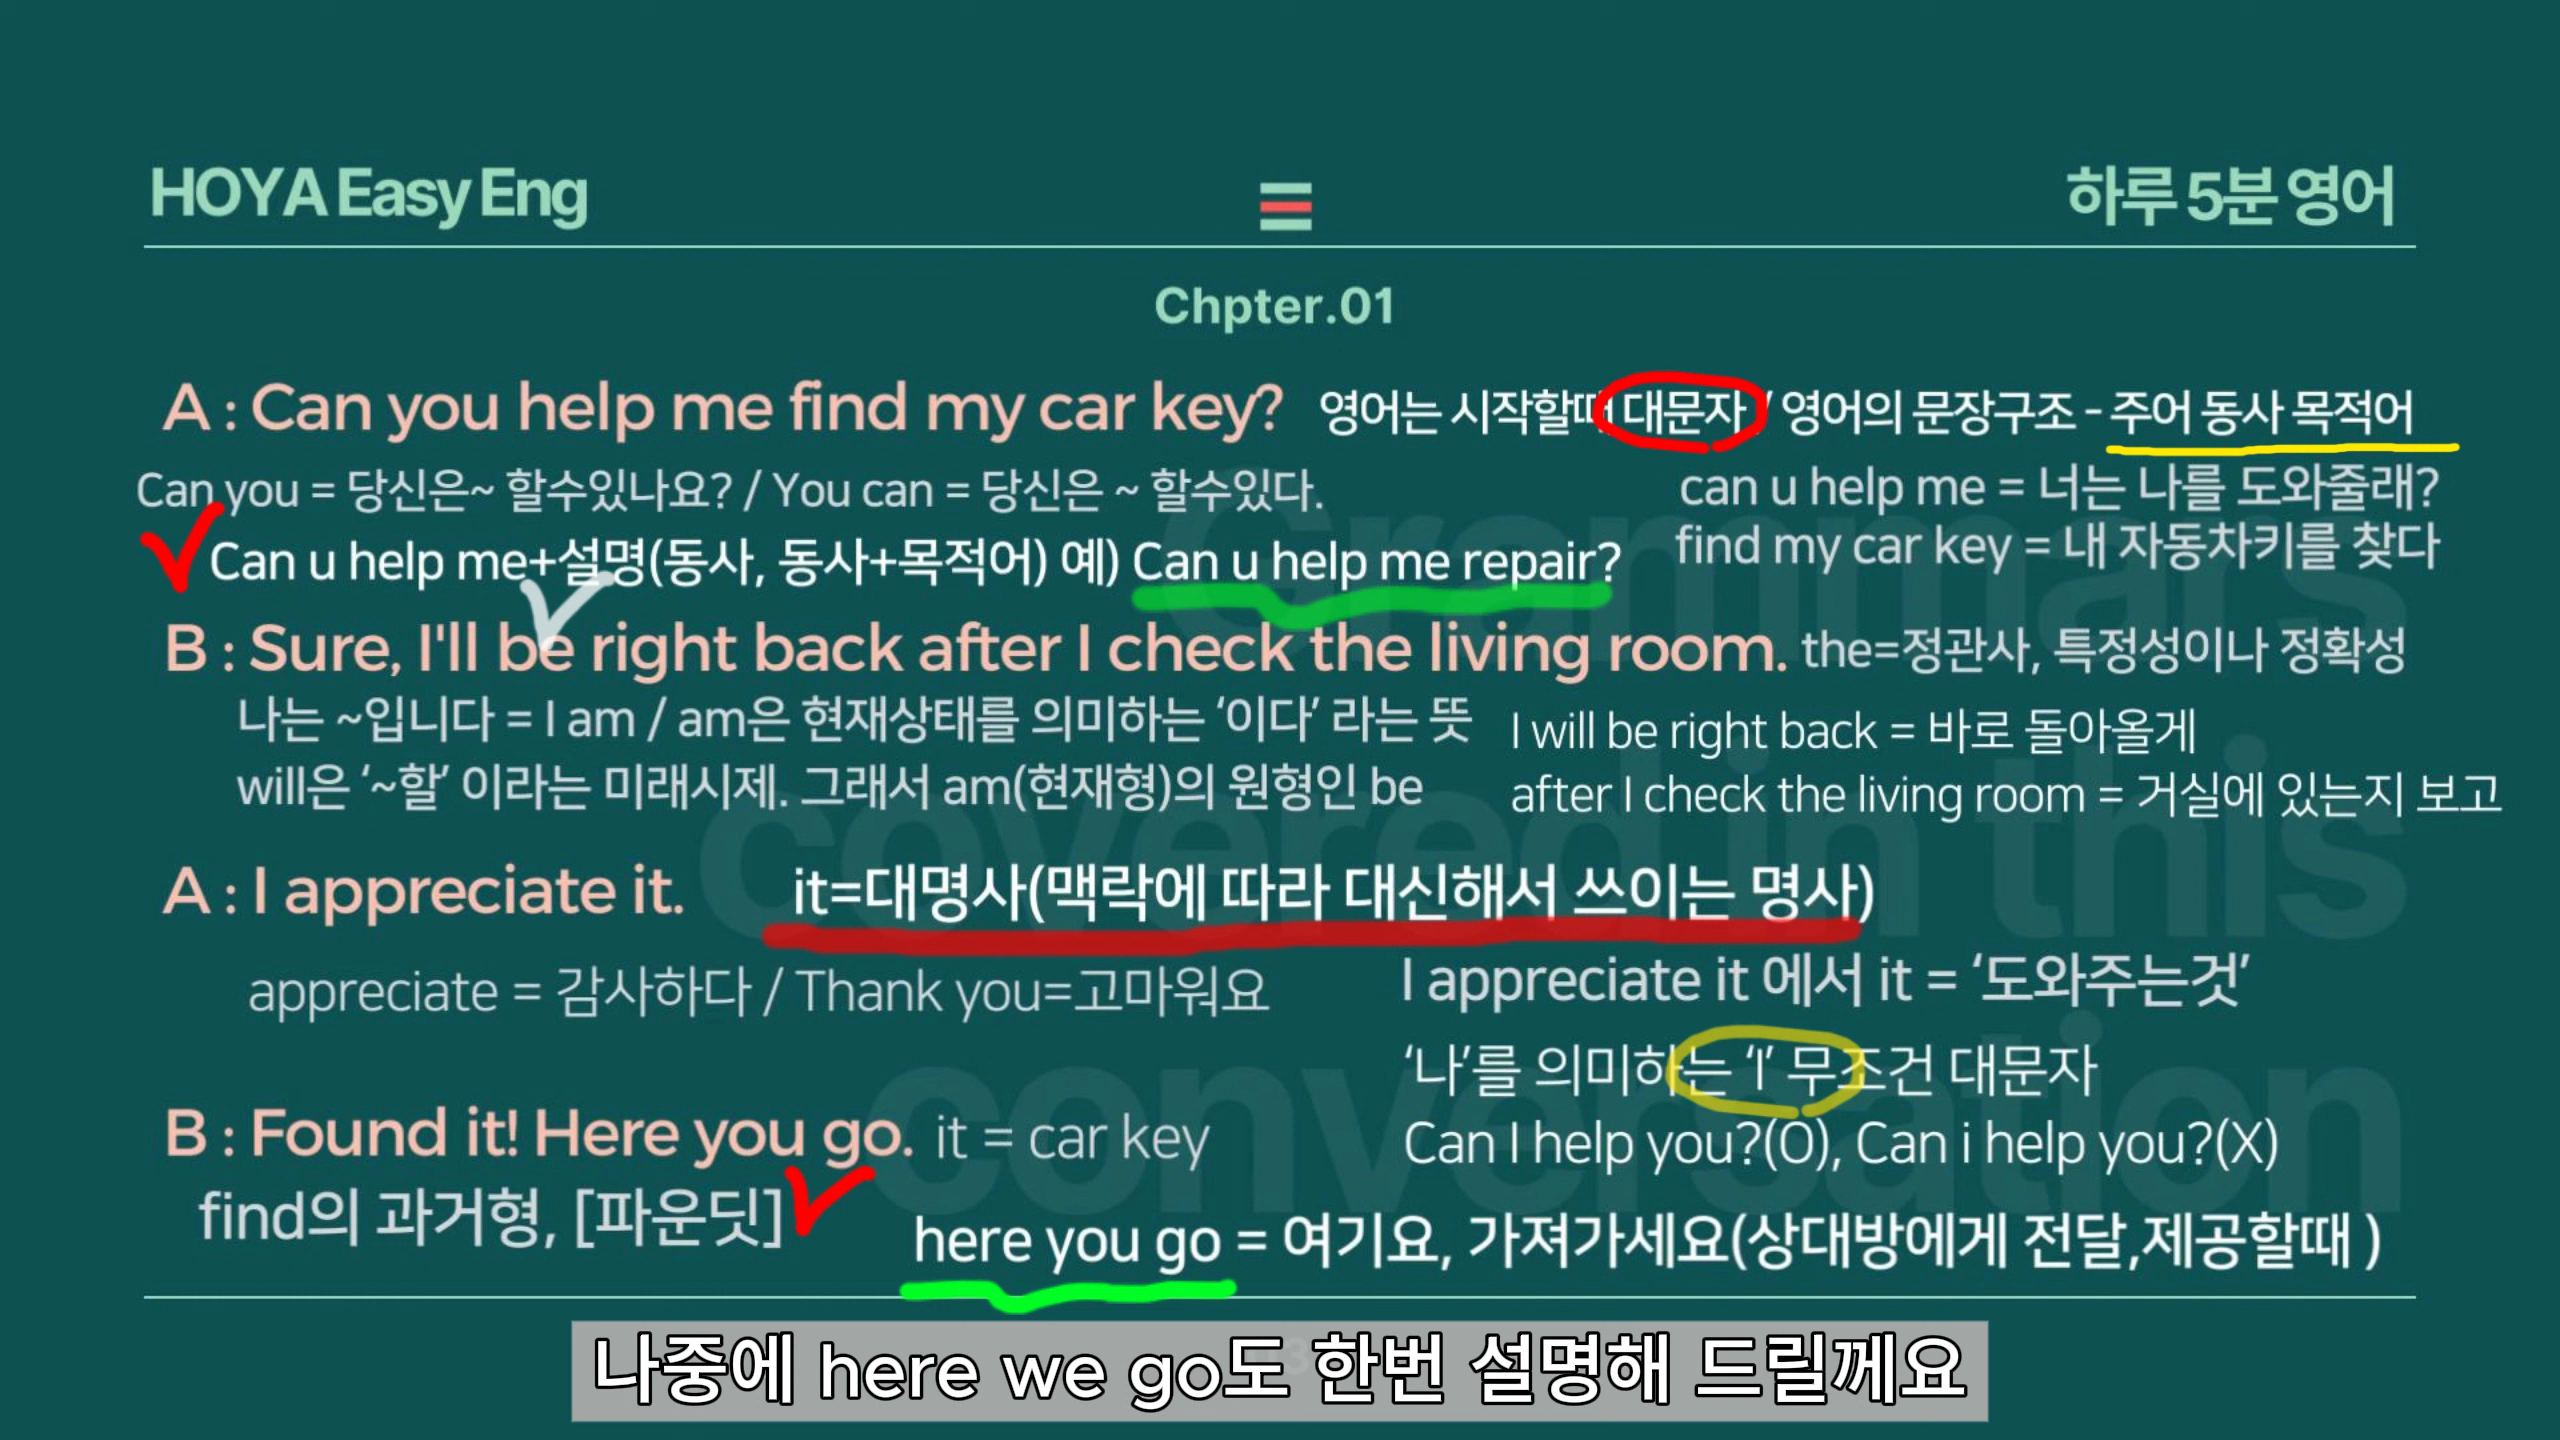 HOYA Easy Eng
하루 5분 영어
Chpter.01
A : Can you help me find my car key?
영어는 시작할때 대문자 / 영어의 문장구조 - 주어 동사 목적어
Can you = 당신은~ 할수있나요? / You can = 당신은 ~ 할수있다.
can u help me = 너는 나를 도와줄래?
find my car key = 내 자동차키를 찾다
Can u help me+설명(동사, 동사+목적어) 예) Can u help me repair?
B : Sure, I'll be right back after I check the living room.
the=정관사, 특정성이나 정확성
나는 ~입니다 = I am / am은 현재상태를 의미하는 ‘이다’ 라는 뜻
I will be right back = 바로 돌아올게
will은 ‘~할’ 이라는 미래시제. 그래서 am(현재형)의 원형인 be
after I check the living room = 거실에 있는지 보고
A : I appreciate it.
it=대명사(맥락에 따라 대신해서 쓰이는 명사)
appreciate = 감사하다 / Thank you=고마워요
I appreciate it 에서 it = ‘도와주는것’
‘나’를 의미하는 ‘I’ 무조건 대문자
Can I help you?(O), Can i help you?(X)
B : Found it! Here you go.
it = car key
find의 과거형, [파운딧]
here you go = 여기요, 가져가세요(상대방에게 전달,제공할때 )
Grammars
covered in this
conversation
나중에 here we go도 한번 설명해 드릴께요